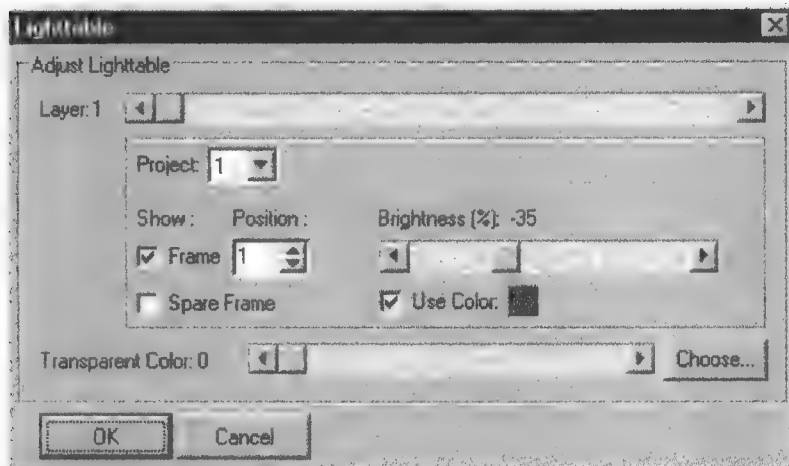 Lighttable
Adjust Lighttable
Layer: 1
Project: 1
Show : Position : Brightness (%): -35
Frame 1
Spare Frame Use Color:
Transparent Color: 0 Choose...
OK Cancel